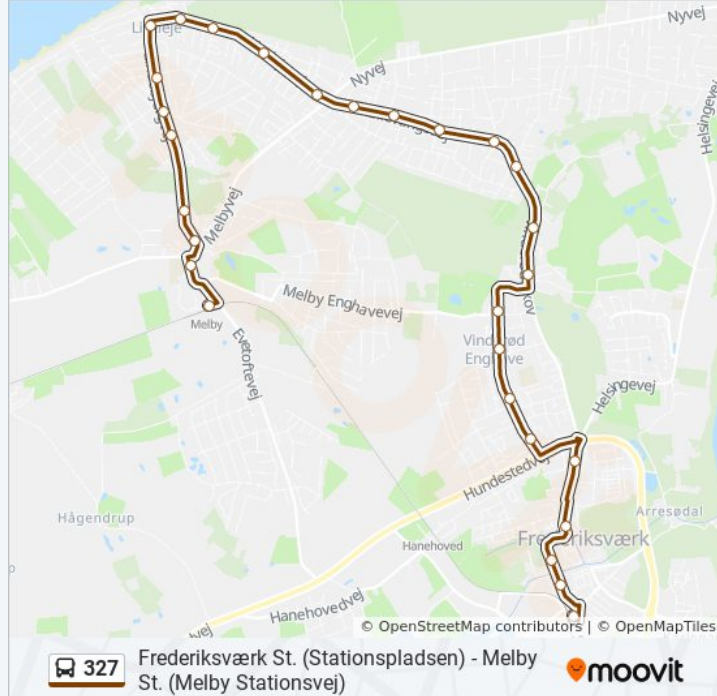 Nyvej
Nyvej
Helsingevej
Melbyvej
Melby Enghavevej
Melby
Evetoftevej
Vinderød
Enghave
Helsingevej
Hundestedvej
Hågendrup
Arresødal
Frederiksværk
Hanehoved
Hanehovedvej
© OpenStreetMap contributors | © OpenMapTiles
327
Frederiksværk St. (Stationspladsen) - Melby
St. (Melby Stationsvej)
moovit